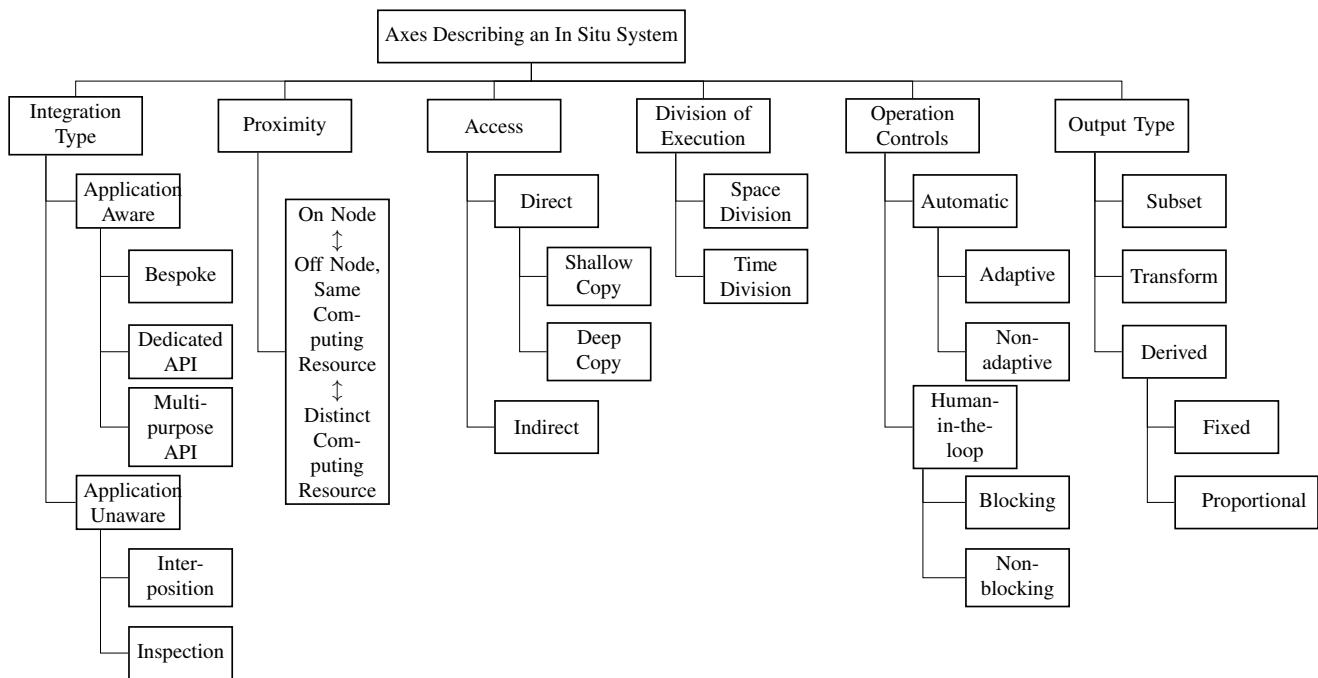 Axes Describing an In Situ System
Integration
Type
Proximity
Access
Division of
Execution
Operation
Controls
Output Type
Application
Aware
Bespoke
Dedicated
API
Multi-
purpose
API
Application
Unaware
Inter-
position
Inspection
On Node
↕
Off Node,
Same
Com-
puting
Resource
↕
Distinct
Com-
puting
Resource
Direct
Shallow
Copy
Deep
Copy
Indirect
Space
Division
Time
Division
Automatic
Adaptive
Non-
adaptive
Human-
in-the-
loop
Blocking
Non-
blocking
Subset
Transform
Derived
Fixed
Proportional